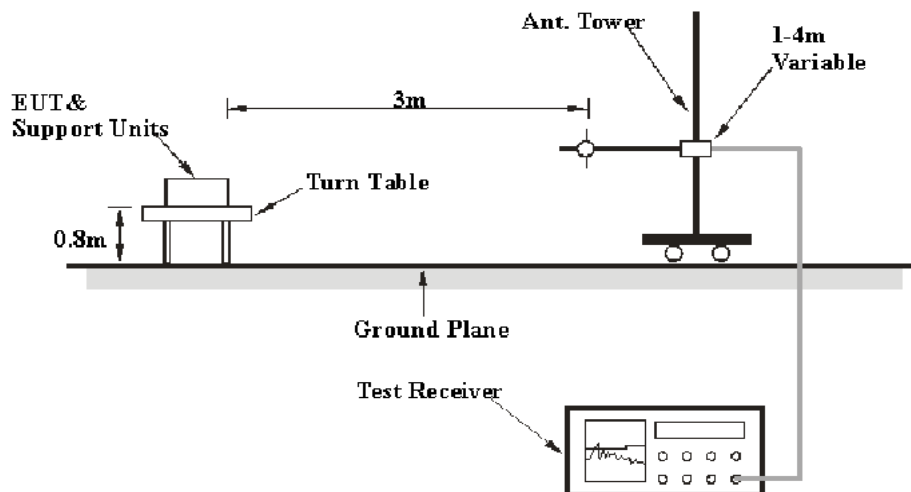 Ant. Tower
1-4m
Variable
3m
EUT&
Support Units
Turn Table
0.8m
Ground Plane
Test Receiver